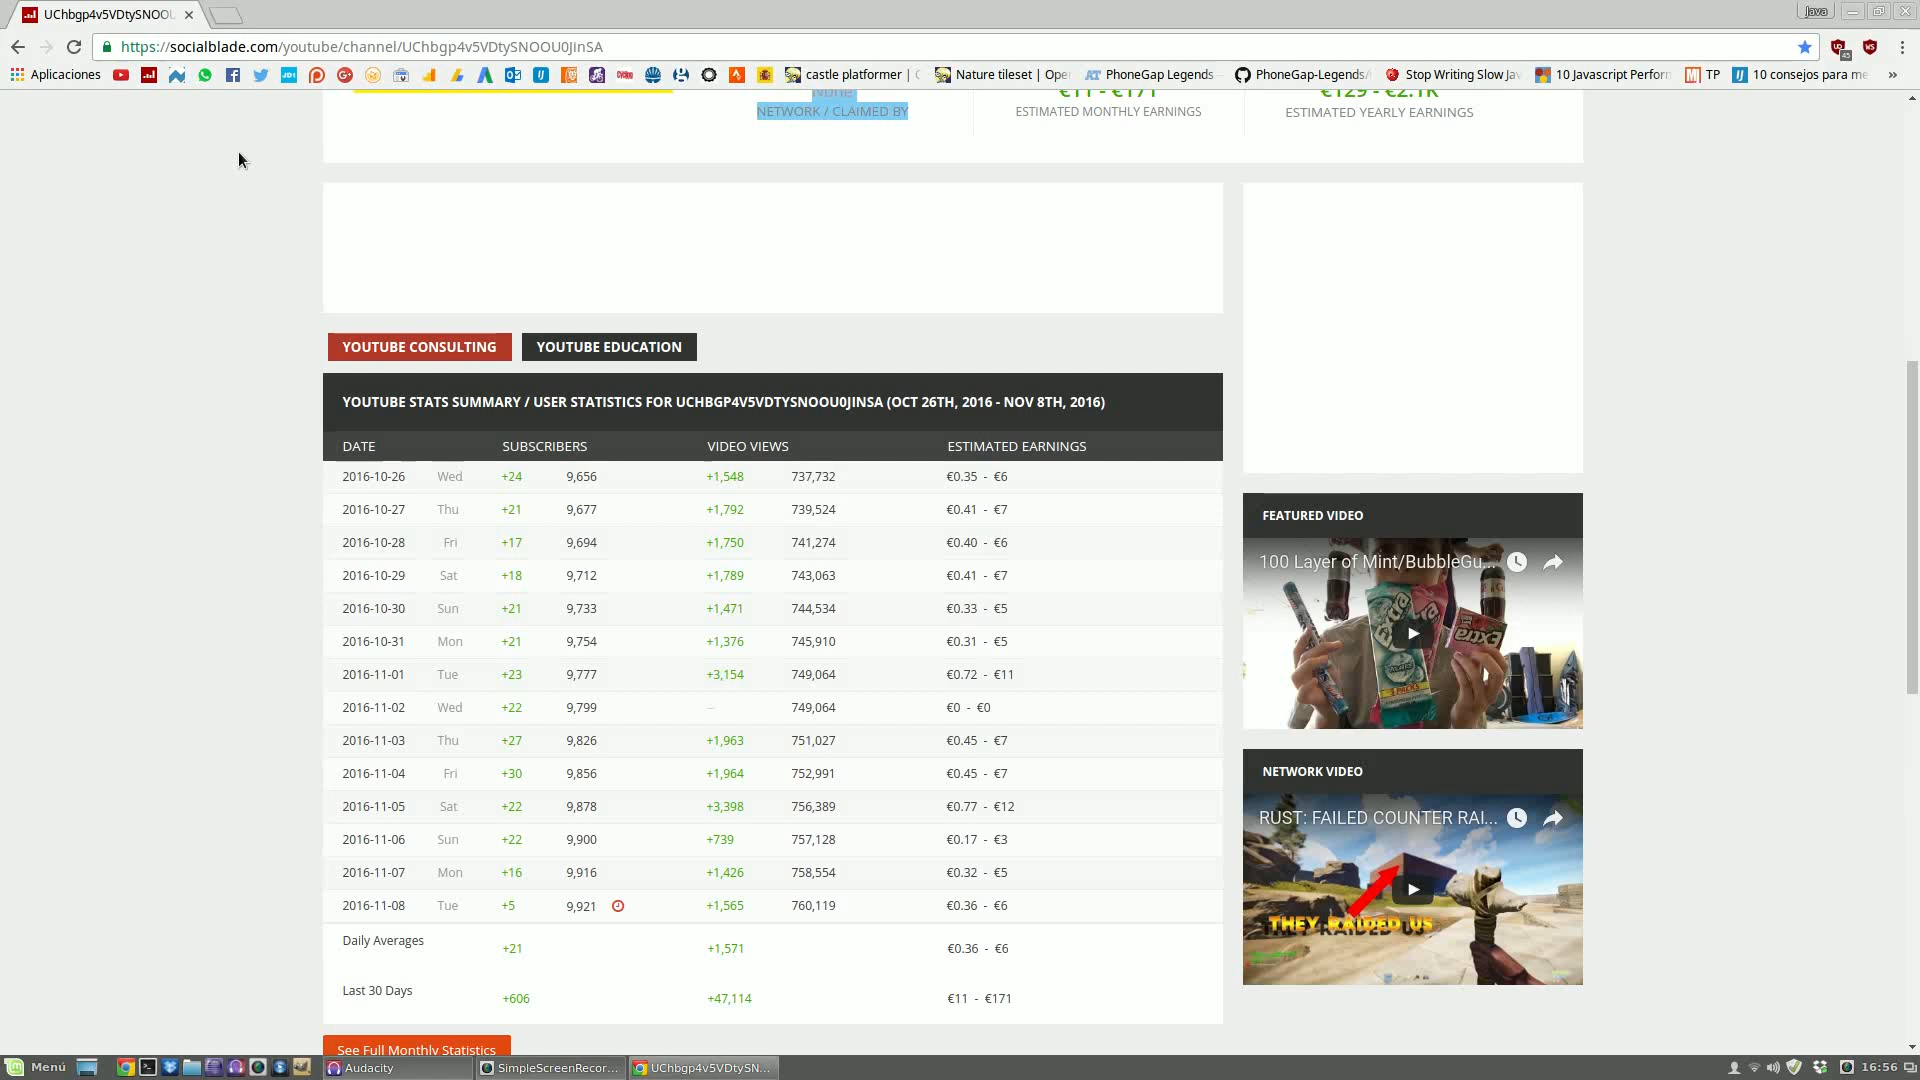 UChbgp4v5VDtySNOOU
Java
https://socialblade.com/youtube/channel/UChbgp4v5VDtySNOOU0JinSA
Aplicaciones
castle platformer |
Nature tileset | Ope
PhoneGap Legends
PhoneGap-Legends/
Stop Writing Slow Ja
10 Javascript Perfor
TP
10 consejos para me
None
€11 - €171
€129 - €2.1K
NETWORK / CLAIMED BY
ESTIMATED MONTHLY EARNINGS
ESTIMATED YEARLY EARNINGS
YOUTUBE CONSULTING
YOUTUBE EDUCATION
YOUTUBE STATS SUMMARY / USER STATISTICS FOR UCHBGP4V5VDTYSNOOU0JINSA (OCT 26TH, 2016 - NOV 8TH, 2016)
DATE SUBSCRIBERS VIDEO VIEWS ESTIMATED EARNINGS
2016-10-26 Wed +24 9,656 +1,548 737,732 €0.35 - €6
2016-10-27 Thu +21 9,677 +1,792 739,524 €0.41 - €7
2016-10-28 Fri +17 9,694 +1,750 741,274 €0.40 - €6
2016-10-29 Sat +18 9,712 +1,789 743,063 €0.41 - €7
2016-10-30 Sun +21 9,733 +1,471 744,534 €0.33 - €5
2016-10-31 Mon +21 9,754 +1,376 745,910 €0.31 - €5
2016-11-01 Tue +23 9,777 +3,154 749,064 €0.72 - €11
2016-11-02 Wed +22 9,799 -- 749,064 €0 - €0
2016-11-03 Thu +27 9,826 +1,963 751,027 €0.45 - €7
2016-11-04 Fri +30 9,856 +1,964 752,991 €0.45 - €7
2016-11-05 Sat +22 9,878 +3,398 756,389 €0.77 - €12
2016-11-06 Sun +22 9,900 +739 757,128 €0.17 - €3
2016-11-07 Mon +16 9,916 +1,426 758,554 €0.32 - €5
2016-11-08 Tue +5 9,921 +1,565 760,119 €0.36 - €6
Daily Averages +21 +1,571 €0.36 - €6
Last 30 Days +606 +47,114 €11 - €171
See Full Monthly Statistics
FEATURED VIDEO
100 Layer of Mint/BubbleGu...
Extra
Extra
5 PACKS
NETWORK VIDEO
RUST: FAILED COUNTER RAI...
THEY RAIDED US
Menú
Audacity
SimpleScreenRecor...
UChbgp4v5VDtySN...
16:56